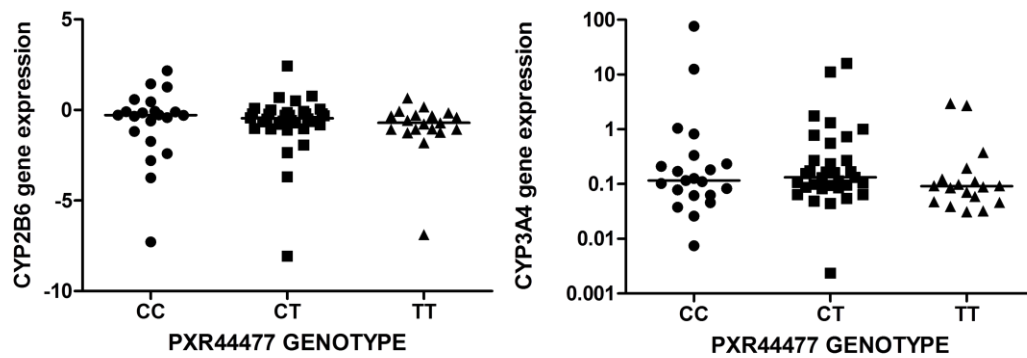 CYP2B6 gene expression
5
0
-5
-10
CC CT TT
PXR44477 GENOTYPE
CYP3A4 gene expression
100
10
1
0.1
0.01
0.001
CC CT TT
PXR44477 GENOTYPE